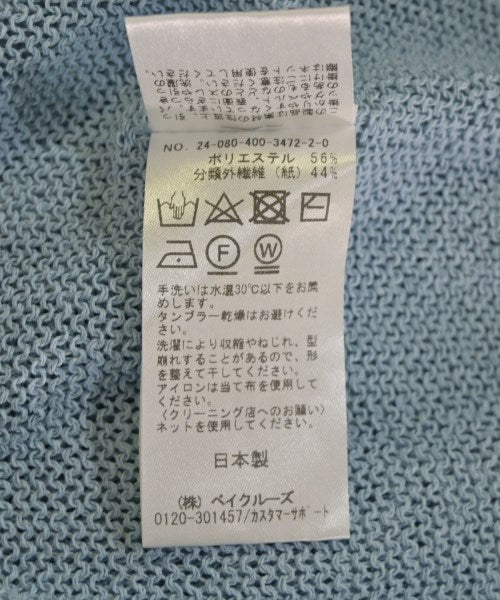 NO. 24-080-400-3472-2-0
ポリエステル 56%
分類外繊維（紙）44%
F
W
手洗いは水温30℃以下をお薦
めします。
タンブラー乾燥はお避けくださ
い。
洗濯により収縮やねじれ、型
崩れすることがあるので、形
を整えて干してください。
アイロンは当て布を使用して
ください。
〈クリーニング店へのお願い〉
ネットを使用してください。
日本製
（株）ベイクルーズ
0120-301457/カスタマーサポート